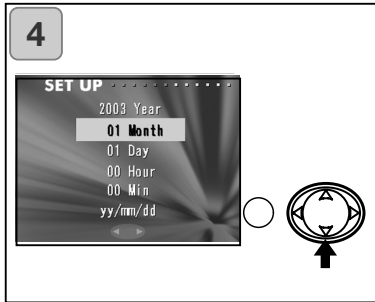 4
SET UP
2003 Year
01 Month
01 Day
00 Hour
00 Min
yy/mm/dd